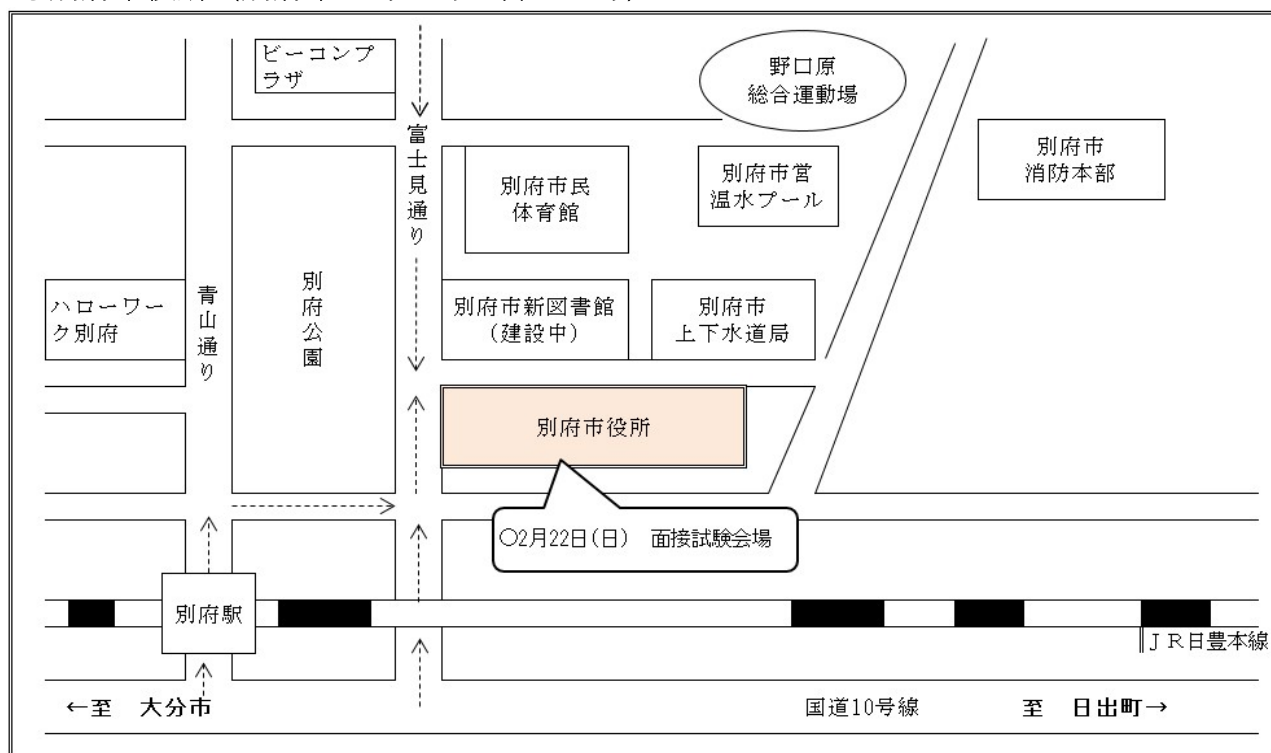 ビーコンプ
ラザ
野口原
総合運動場
富士見通り
別府市
消防本部
別府市民
体育館
別府市営
温水プール
ハローワー
ク別府
青山通り
別府公園
別府市新図書館
(建設中)
別府市
上下水道局
別府市役所
○2月22日(日)　面接試験会場
別府駅
JR日豊本線
←至　大分市
国道10号線
至　日出町→